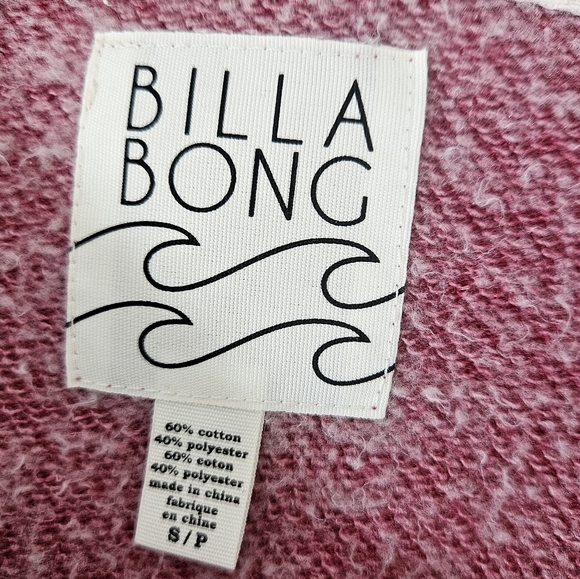 BILLA
BONG
60% cotton
40% polyester
60% coton
40% polyester
made in china
fabrique
en chine
S/P